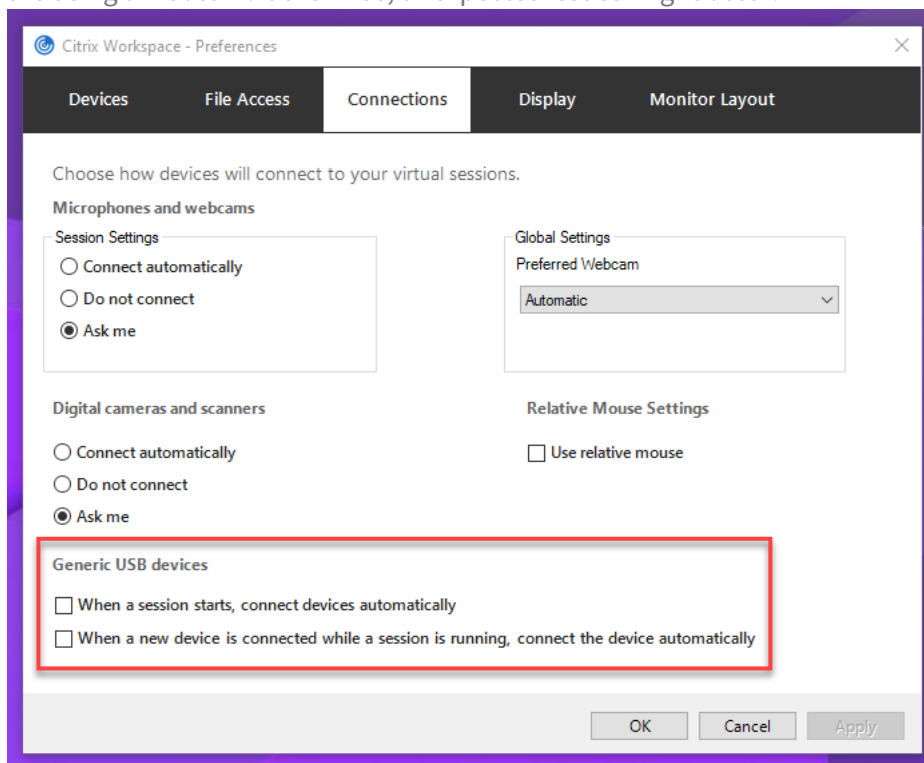 Citrix Workspace - Preferences
Devices File Access Connections Display Monitor Layout
Choose how devices will connect to your virtual sessions.
Microphones and webcams
Session Settings
Connect automatically
Do not connect
Ask me
Global Settings
Preferred Webcam
Automatic
Digital cameras and scanners
Connect automatically
Do not connect
Ask me
Relative Mouse Settings
Use relative mouse
Generic USB devices
When a session starts, connect devices automatically
When a new device is connected while a session is running, connect the device automatically
OK Cancel Apply